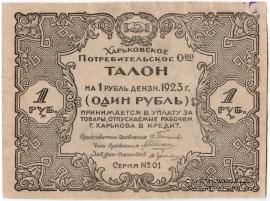 Харьковское
Потребительское О-во
ТАЛОН
НА 1 РУБЛЬ ДЕНЗН. 1923 Г.
(ОДИН РУБЛЬ)
1 РУБ.
1 РУБ.
ПРИНИМАЕТСЯ В УПЛАТУ ЗА
ТОВАРЫ, ОТПУСКАЕМЫЕ РАБОЧИМ
Г. ХАРЬКОВА В КРЕДИТ.
Председатель Правления
Член Правления
Зав. Фин.-Счетн. Отд.
СЕРИЯ № 01